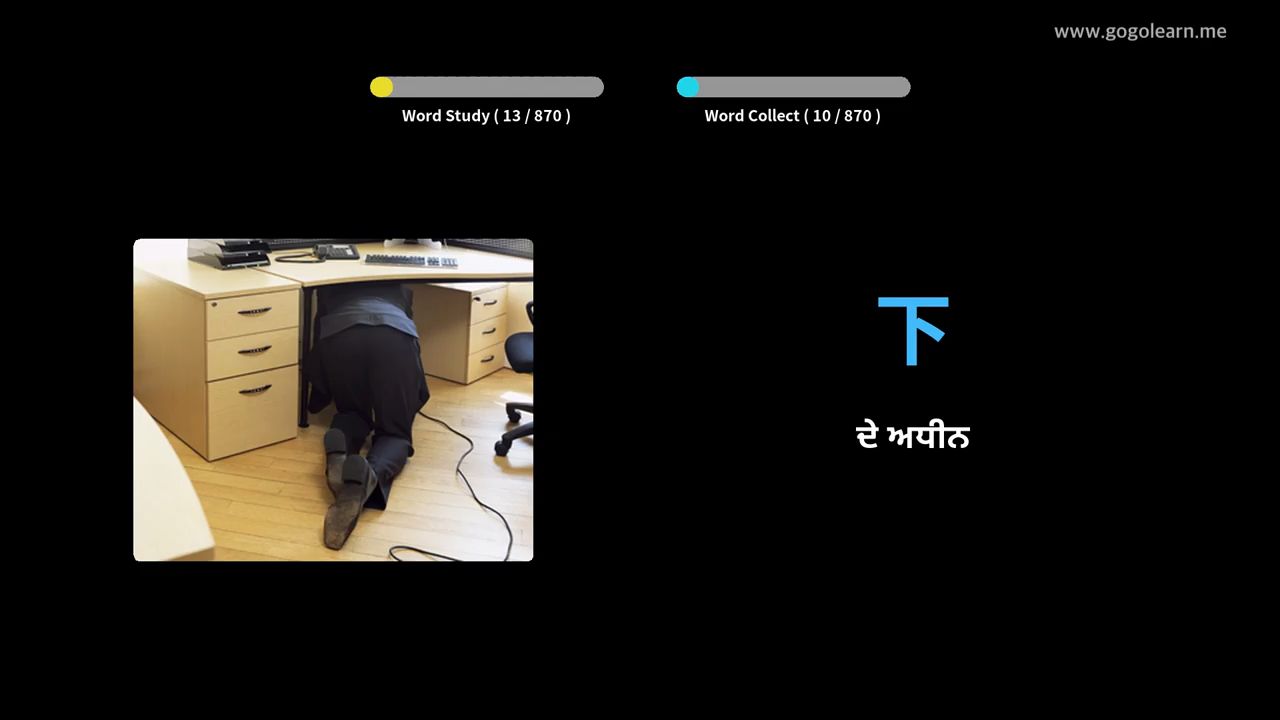 www.gogolearn.me
Word Study ( 13 / 870 )
Word Collect ( 10 / 870 )
下
ਦੇ ਅਧੀਨ